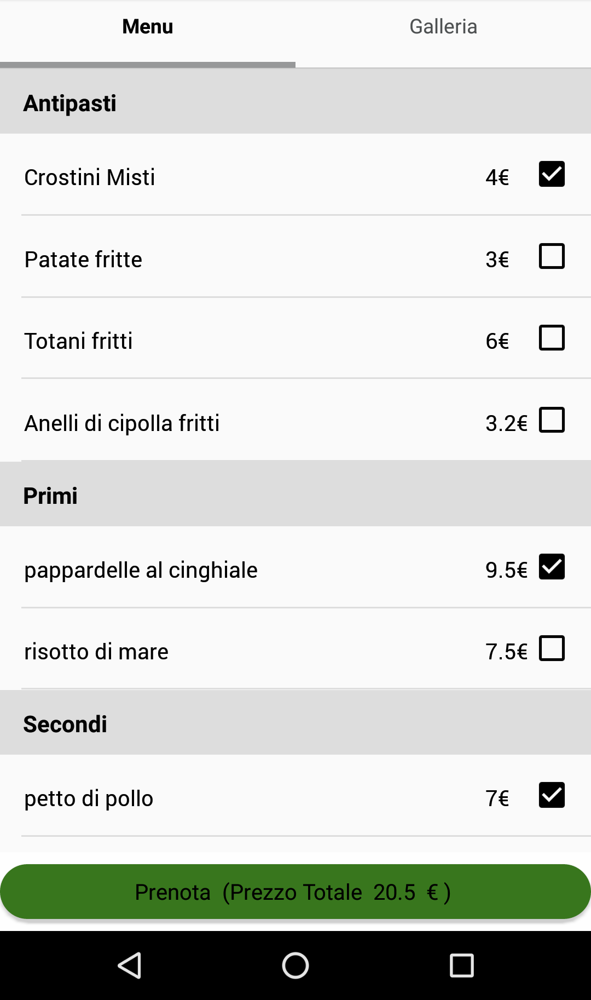 Menu Galleria
Antipasti
Crostini Misti 4€
Patate fritte 3€
Totani fritti 6€
Anelli di cipolla fritti 3.2€
Primi
pappardelle al cinghiale 9.5€
risotto di mare 7.5€
Secondi
petto di pollo 7€
Prenota (Prezzo Totale 20.5 € )